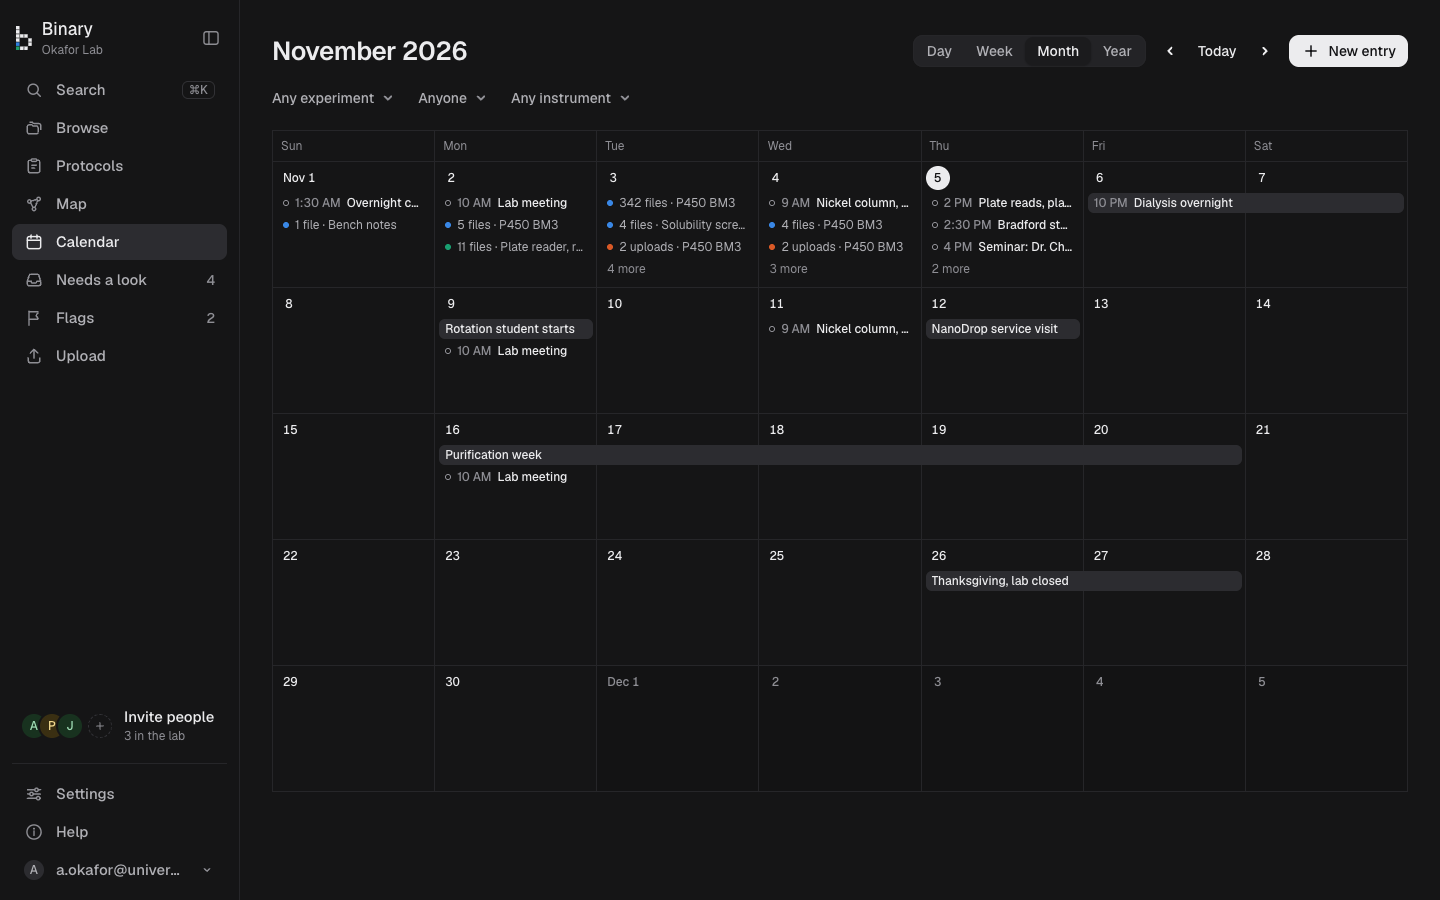 Binary
Okafor Lab
Search ⌘K
Browse
Protocols
Map
Calendar
Needs a look 4
Flags 2
Upload
A P J + Invite people
3 in the lab
Settings
Help
A a.okafor@univer...
November 2026
Day Week Month Year Today + New entry
Any experiment Anyone Any instrument
Sun Mon Tue Wed Thu Fri Sat
Nov 1
1:30 AM Overnight c...
1 file · Bench notes
2
10 AM Lab meeting
5 files · P450 BM3
11 files · Plate reader, r...
3
342 files · P450 BM3
4 files · Solubility scre...
2 uploads · P450 BM3
4 more
4
9 AM Nickel column, ...
4 files · P450 BM3
2 uploads · P450 BM3
3 more
5
2 PM Plate reads, pla...
2:30 PM Bradford st...
4 PM Seminar: Dr. Ch...
2 more
6 7
10 PM Dialysis overnight
8
9
Rotation student starts
10 AM Lab meeting
10
11
9 AM Nickel column, ...
12
NanoDrop service visit
13
14
15
16 17 18 19 20
Purification week
10 AM Lab meeting
21
22
23
24
25
26 27
Thanksgiving, lab closed
28
29
30
Dec 1
2
3
4
5